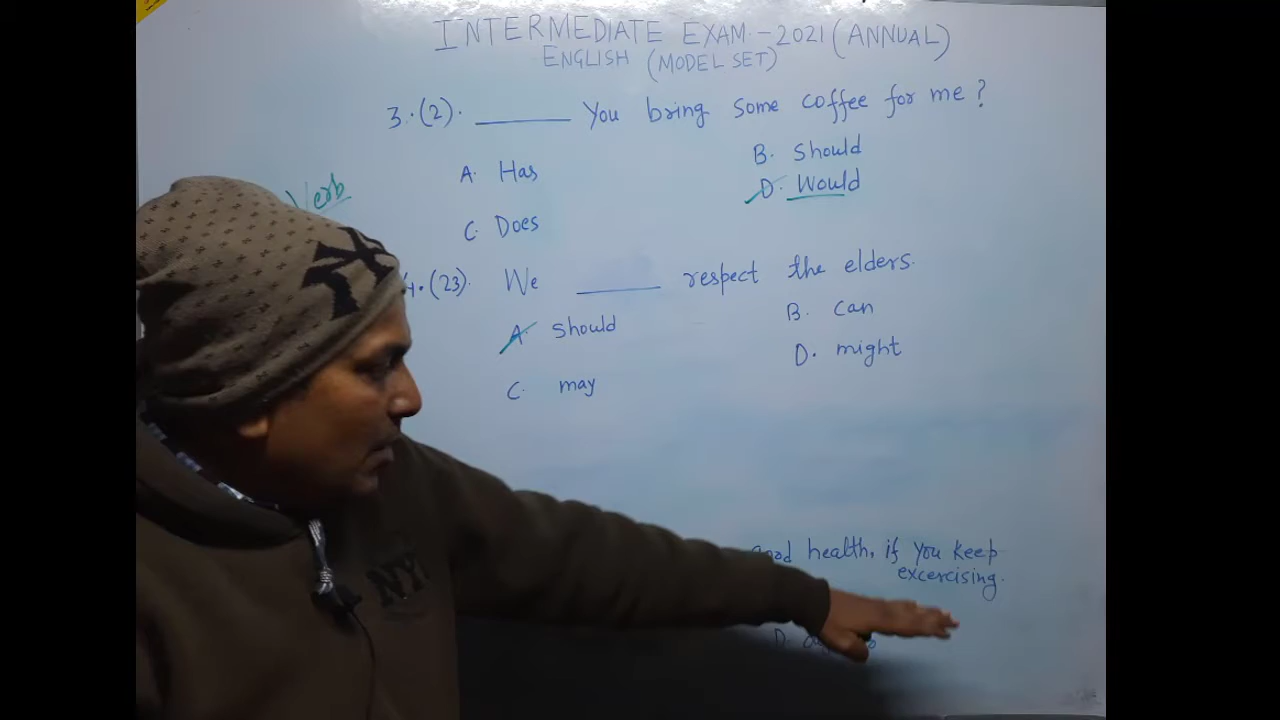 INTERMEDIATE EXAM - 2021 (ANNUAL)
ENGLISH (MODEL SET)
3.(2). ______ You bring some coffee for me?
A. Has
B. Should
C. Does
D. Would
Verb
4.(23). We ______ respect the elders.
A. should
B. can
C. may
D. might
good health, if you keep
excercising.
D.
NY